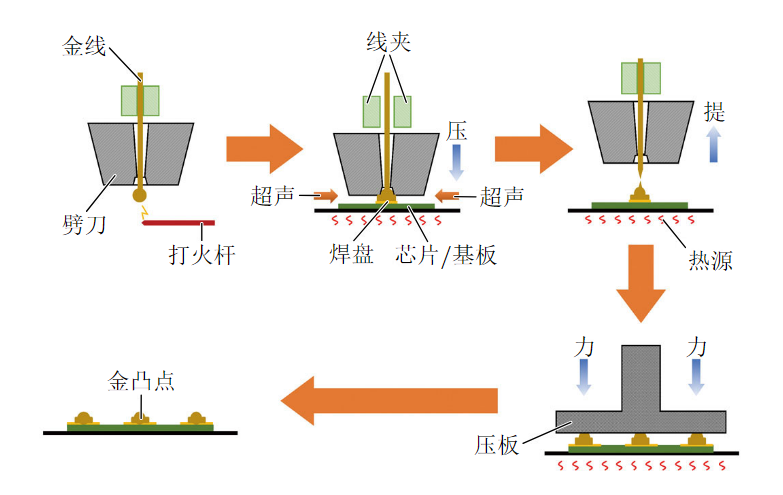 金线
劈刀
打火杆
线夹
压
超声
超声
焊盘
芯片/基板
提
热源
力
力
压板
金凸点